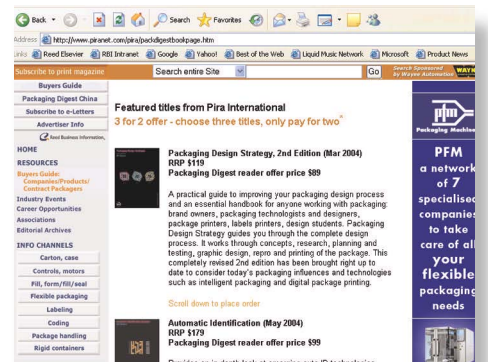 Back
Search
Favorites
Address
http://www.piranet.com/pira/packdigestbookpage.htm
Links
Reed Elsevier
RBI Intranet
Google
Yahoo!
Best of the Web
Liquid Music Network
Microsoft
Product News
Subscribe to print magazine
Search entire Site
Go
Search Sponsored
by Wayne Automation
Buyers Guide
Packaging Digest China
Subscribe to e-Letters
Advertiser Info
Reed Business Information.
HOME
RESOURCES
Buyers Guide:
Companies/Products/
Contract Packagers
Industry Events
Career Opportunities
Associations
Editorial Archives
INFO CHANNELS
Carton, case
Controls, motors
Fill, form/fill/seal
Flexible packaging
Labeling
Coding
Package handling
Rigid containers
Featured titles from Pira International
3 for 2 offer - choose three titles, only pay for two*
Packaging Design Strategy, 2nd Edition (Mar 2004)
RRP $119
Packaging Digest reader offer price $89
A practical guide to improving your packaging design process
and an essential handbook for anyone working with packaging:
brand owners, packaging technologists and designers,
package printers, labels printers, design students. Packaging
Design Strategy guides you through the complete design
process. It works through concepts, research, planning and
testing, graphic design, repro and printing of the package. This
completely revised 2nd edition has been brought right up to
date to consider today's packaging influences and technologies
such as intelligent packaging and digital package printing.
Scroll down to place order
Automatic Identification (May 2004)
RRP $179
Packaging Digest reader offer price $99
pfm
Packaging Machine
PFM
a network
of 7
specialised
companies
to take
care of all
your
flexible
packaging
needs